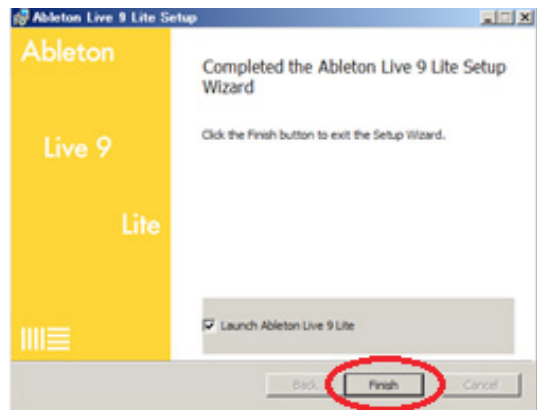 Ableton Live 9 Lite Setup
Ableton
Live 9
Lite
Completed the Ableton Live 9 Lite Setup
Wizard
Click the Finish button to exit the Setup Wizard.
Launch Ableton Live 9 Lite
Back
Finish
Cancel